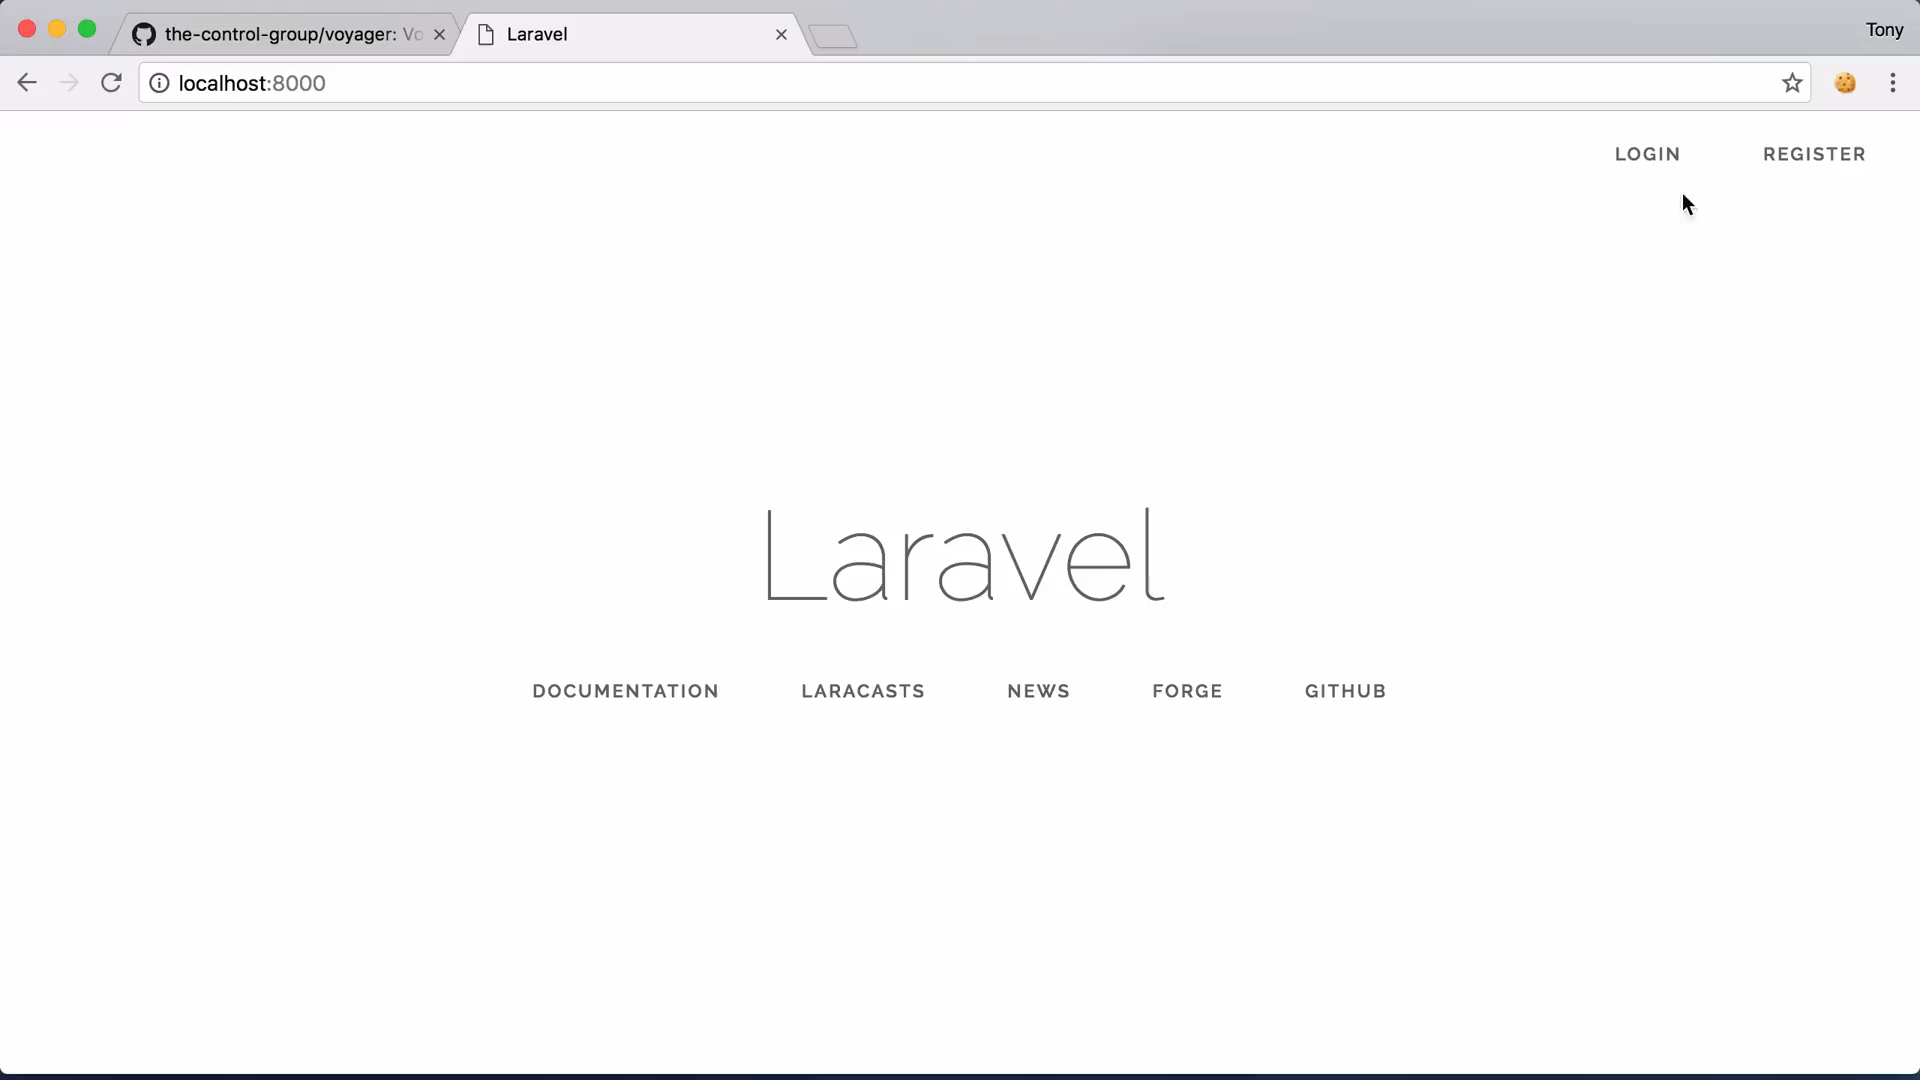 the-control-group/voyager: Vo
Laravel
Tony
localhost:8000
LOGIN
REGISTER
Laravel
DOCUMENTATION
LARACASTS
NEWS
FORGE
GITHUB